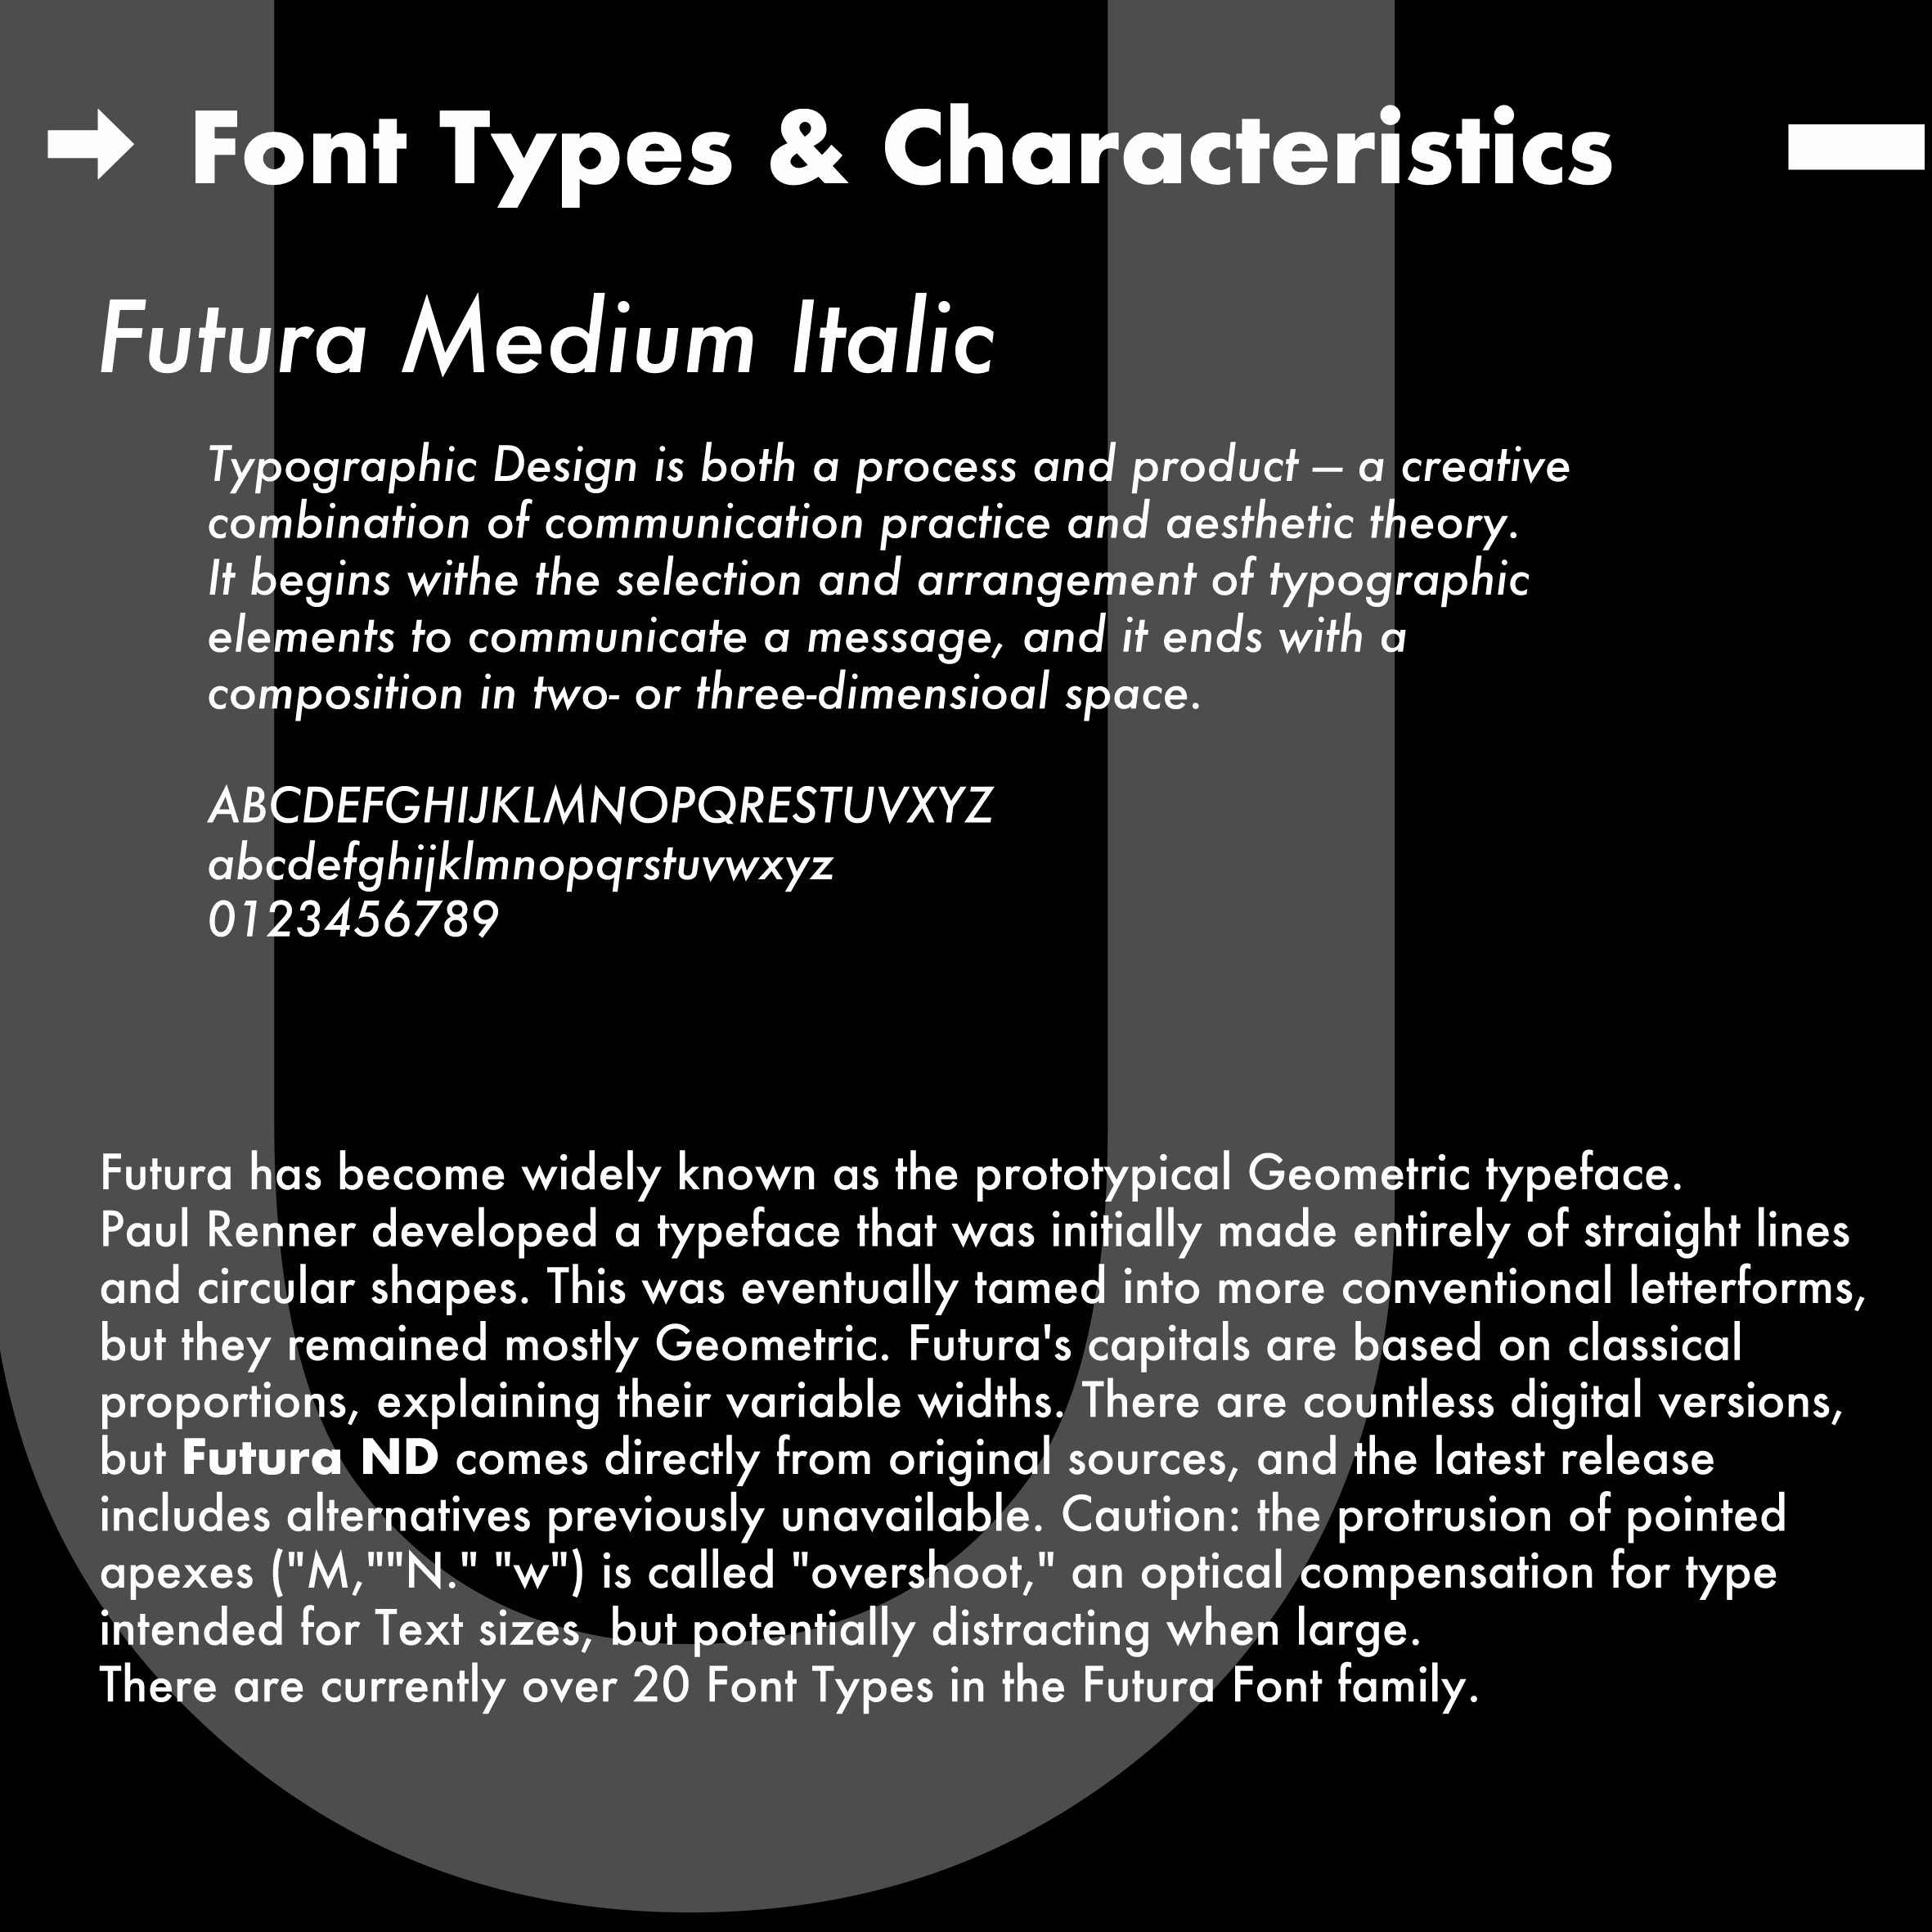 Font Types & Characteristics
Futura Medium Italic
Typographic Design is both a process and product – a creative
combination of communication practice and aesthetic theory.
It begins withe the selection and arrangement of typographic
elements to communicate a message, and it ends with a
composition in two- or three-dimensioal space.
ABCDEFGHIJKLMNOPQRESTUVXYZ
abcdefghijklmnopqrstuvwxyz
0123456789
Futura has become widely known as the prototypical Geometric typeface.
Paul Renner developed a typeface that was initially made entirely of straight lines
and circular shapes. This was eventually tamed into more conventional letterforms,
but they remained mostly Geometric. Futura's capitals are based on classical
proportions, explaining their variable widths. There are countless digital versions,
but Futura ND comes directly from original sources, and the latest release
includes alternatives previously unavailable. Caution: the protrusion of pointed
apexes ("M,""N." "w") is called "overshoot," an optical compensation for type
intended for Text sizes, but potentially distracting when large.
There are currently over 20 Font Types in the Futura Font family.